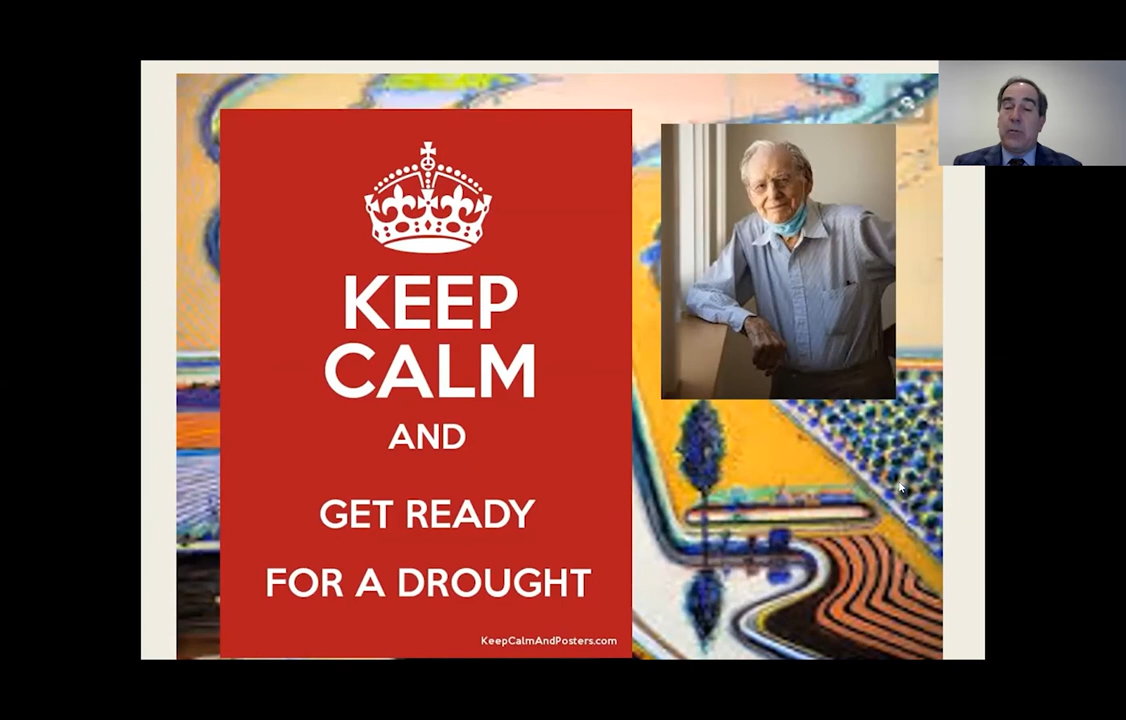 KEEP
CALM
AND
GET READY
FOR A DROUGHT
KeepCalmAndPosters.com